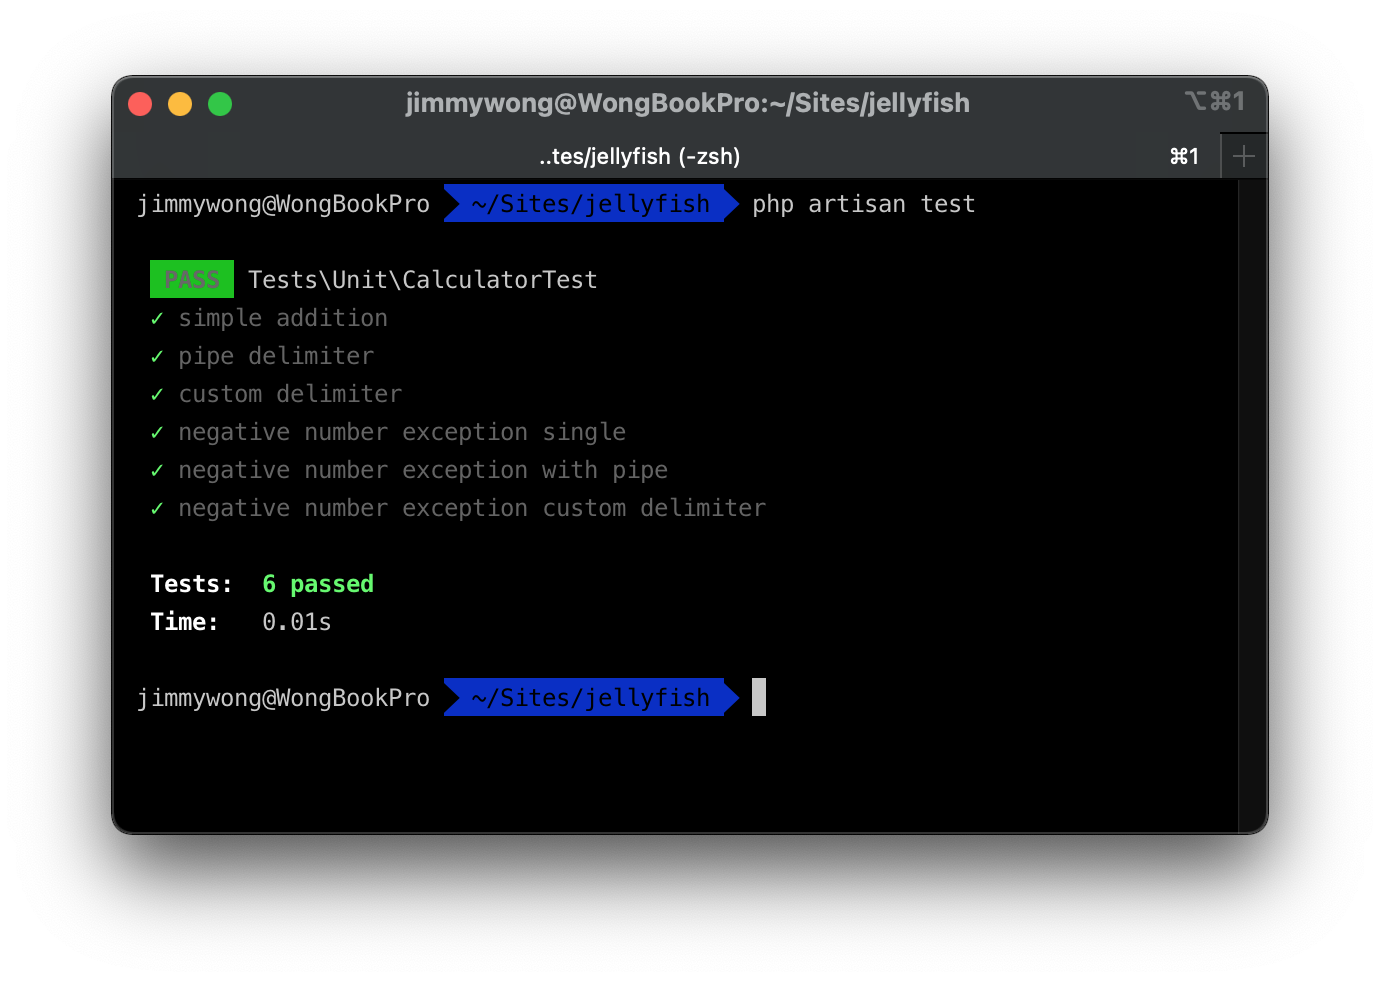 jimmywong@WongBookPro:~/Sites/jellyfish ⌥⌘1
..tes/jellyfish (-zsh) ⌘1
jimmywong@WongBookPro ~/Sites/jellyfish php artisan test
PASS Tests\Unit\CalculatorTest
✓ simple addition
✓ pipe delimiter
✓ custom delimiter
✓ negative number exception single
✓ negative number exception with pipe
✓ negative number exception custom delimiter
Tests: 6 passed
Time: 0.01s
jimmywong@WongBookPro ~/Sites/jellyfish